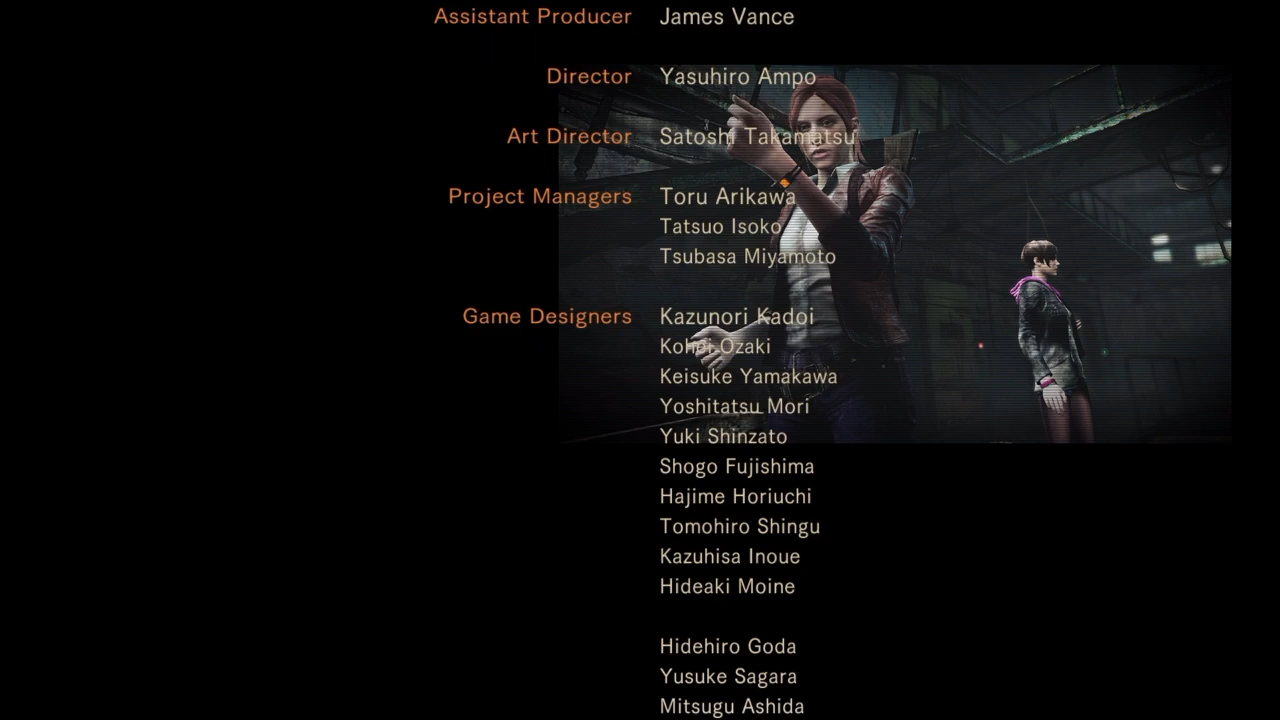 Assistant Producer James Vance
Director Yasuhiro Ampo
Art Director Satoshi Takamatsu
Project Managers Toru Arikawa
Tatsuo Isoko
Tsubasa Miyamoto
Game Designers Kazunori Kadoi
Kohei Ozaki
Keisuke Yamakawa
Yoshitatsu Mori
Yuki Shinzato
Shogo Fujishima
Hajime Horiuchi
Tomohiro Shingu
Kazuhisa Inoue
Hideaki Moine
Hidehiro Goda
Yusuke Sagara
Mitsugu Ashida